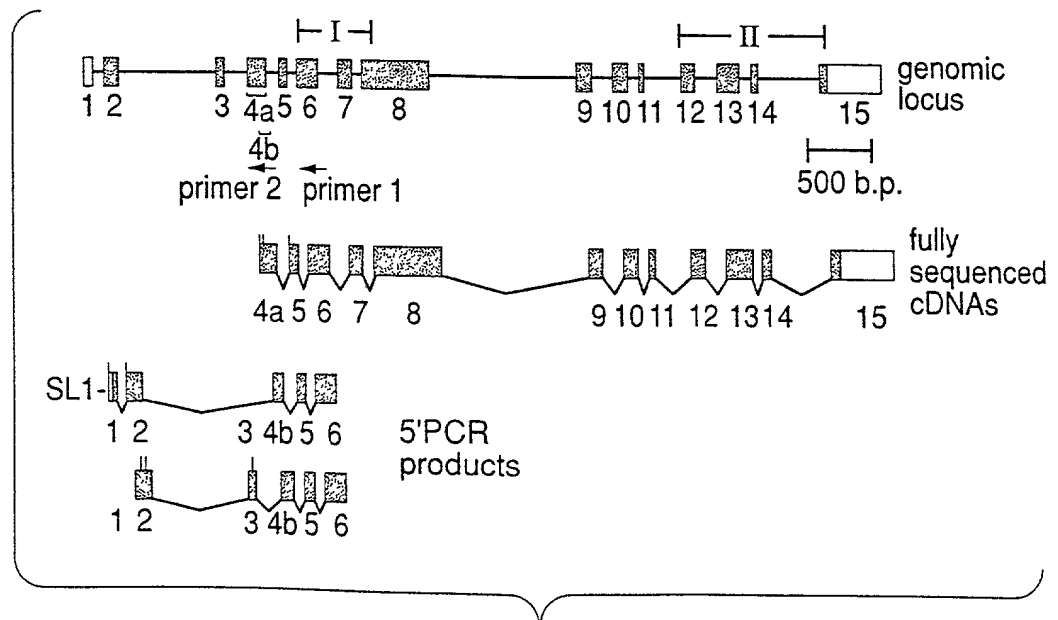 I II
genomic locus
1 2 3 4a 5 6 7 8 9 10 11 12 13 14 15
4b
primer 2 primer 1
500 b.p.
fully sequenced cDNAs
4a 5 6 7 8 9 10 11 12 13 14 15
SL1-
1 2 3 4b 5 6
5'PCR products
1 2 3 4b 5 6